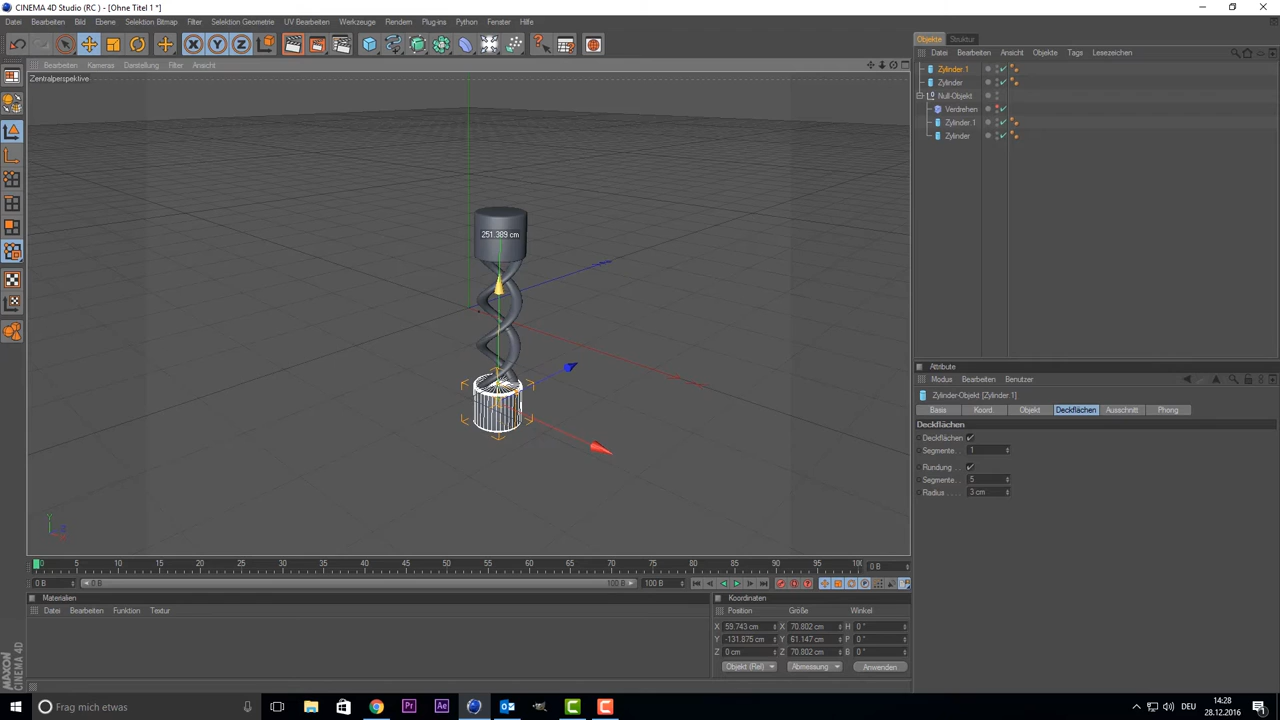 CINEMA 4D Studio (RC) - [Ohne Titel 1 *]
Datei Bearbeiten Bild Ebene Selektion Bitmap Filter Selektion Geometrie UV Bearbeiten Werkzeuge Rendern Plug-ins Python Fenster Hilfe
Objekte Struktur
Datei Bearbeiten Ansicht Objekte Tags Lesezeichen
Bearbeiten Kameras Darstellung Filter Ansicht
Zentralperspektive
Zylinder.1
Zylinder
Null-Objekt
Verdrehen
Zylinder.1
Zylinder
251.389 cm
Attribute
Modus Bearbeiten Benutzer
Zylinder-Objekt [Zylinder.1]
Basis Koord. Objekt Deckflächen Ausschnitt Phong
Deckflächen
Deckflächen
Segmente. . 1
Rundung
Segmente. . 5
Radius . . . . 3 cm
Y
0 5 10 15 20 25 30 35 40 45 50 55 60 65 70 75 80 85 90 95 100 0 B
0 B 0 B 100 B 100 B
Materialien
Datei Bearbeiten Funktion Textur
Koordinaten
Position Größe Winkel
X 59.743 cm X 70.802 cm H 0 °
Y -131.875 cm Y 61.147 cm P 0 °
Z 0 cm Z 70.802 cm B 0 °
Objekt (Rel) Abmessung Anwenden
MAXON CINEMA 4D
Frag mich etwas
Pr Ae
DEU
14:28
28.12.2016